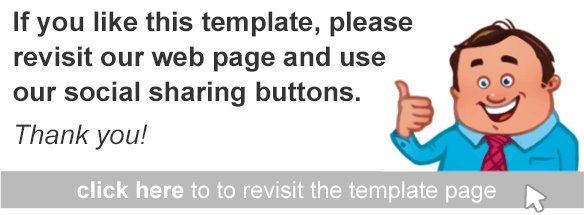 If you like this template, please
revisit our web page and use
our social sharing buttons.
Thank you!
click here to to revisit the template page